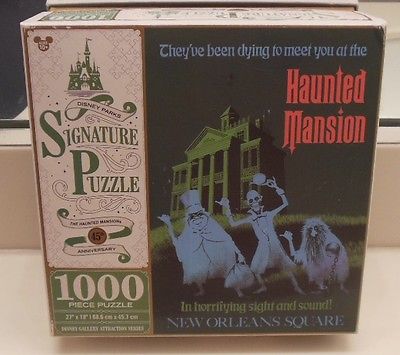 DISNEY PARKS
SIGNATURE
PUZZLE
THE HAUNTED MANSION
45
ANNIVERSARY
1000
PIECE PUZZLE
27" x 18" | 68.6 cm x 45.7 cm
DISNEY GALLERY ATTRACTION SERIES
They've been dying to meet you at the
Haunted
Mansion
In horrifying sight and sound!
NEW ORLEANS SQUARE
1000